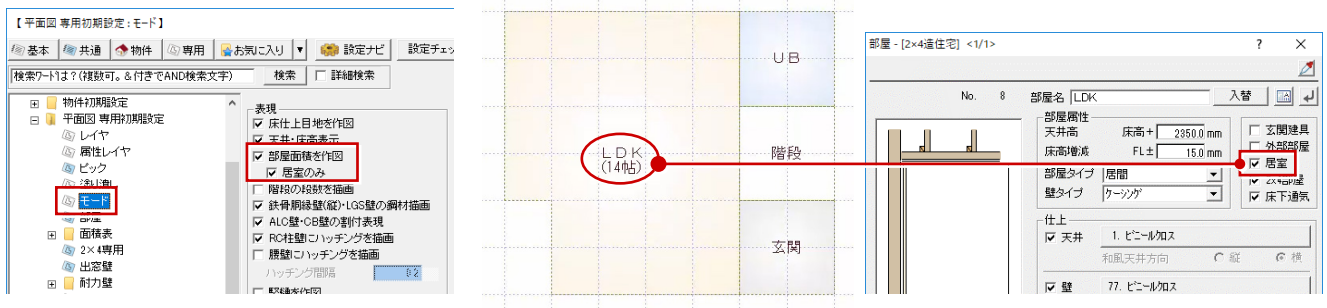 【 平面図 専用初期設定 : モード 】
基本 共通 物件 専用 お気に入り ▼ 設定ナビ 設定チェッ
検索ワードは？(複数可。&付きでAND検索文字) 検索 詳細検索
物件初期設定
平面図 専用初期設定
レイヤ
属性レイヤ
ピック
モード
部屋
面積表
2×4専用
出窓壁
耐力壁
表現
床仕上目地を作図
天井・床高表示
部屋面積を作図
居室のみ
階段の段数を描画
鉄骨胴縁壁(縦)・LGS壁の鋼材描画
ALC壁・CB壁の割付表現
RC柱壁にハッチングを描画
腰壁にハッチングを描画
ハッチング間隔 0.2
竪樋を作図
UB
LDK
(14帖)
階段
玄関
部屋 - [2×4造住宅] <1/1>
? ×
No. 8 部屋名 LDK 入替
部屋属性
天井高 床高+ 2350.0 mm
床高増減 FL± 15.0 mm
部屋タイプ 居間
壁タイプ ケーシング
玄関建具
外部部屋
居室
2X4部屋
床下通気
仕上
天井 1. ビニールクロス
和風天井方向 縦 横
壁 77. ビニールクロス